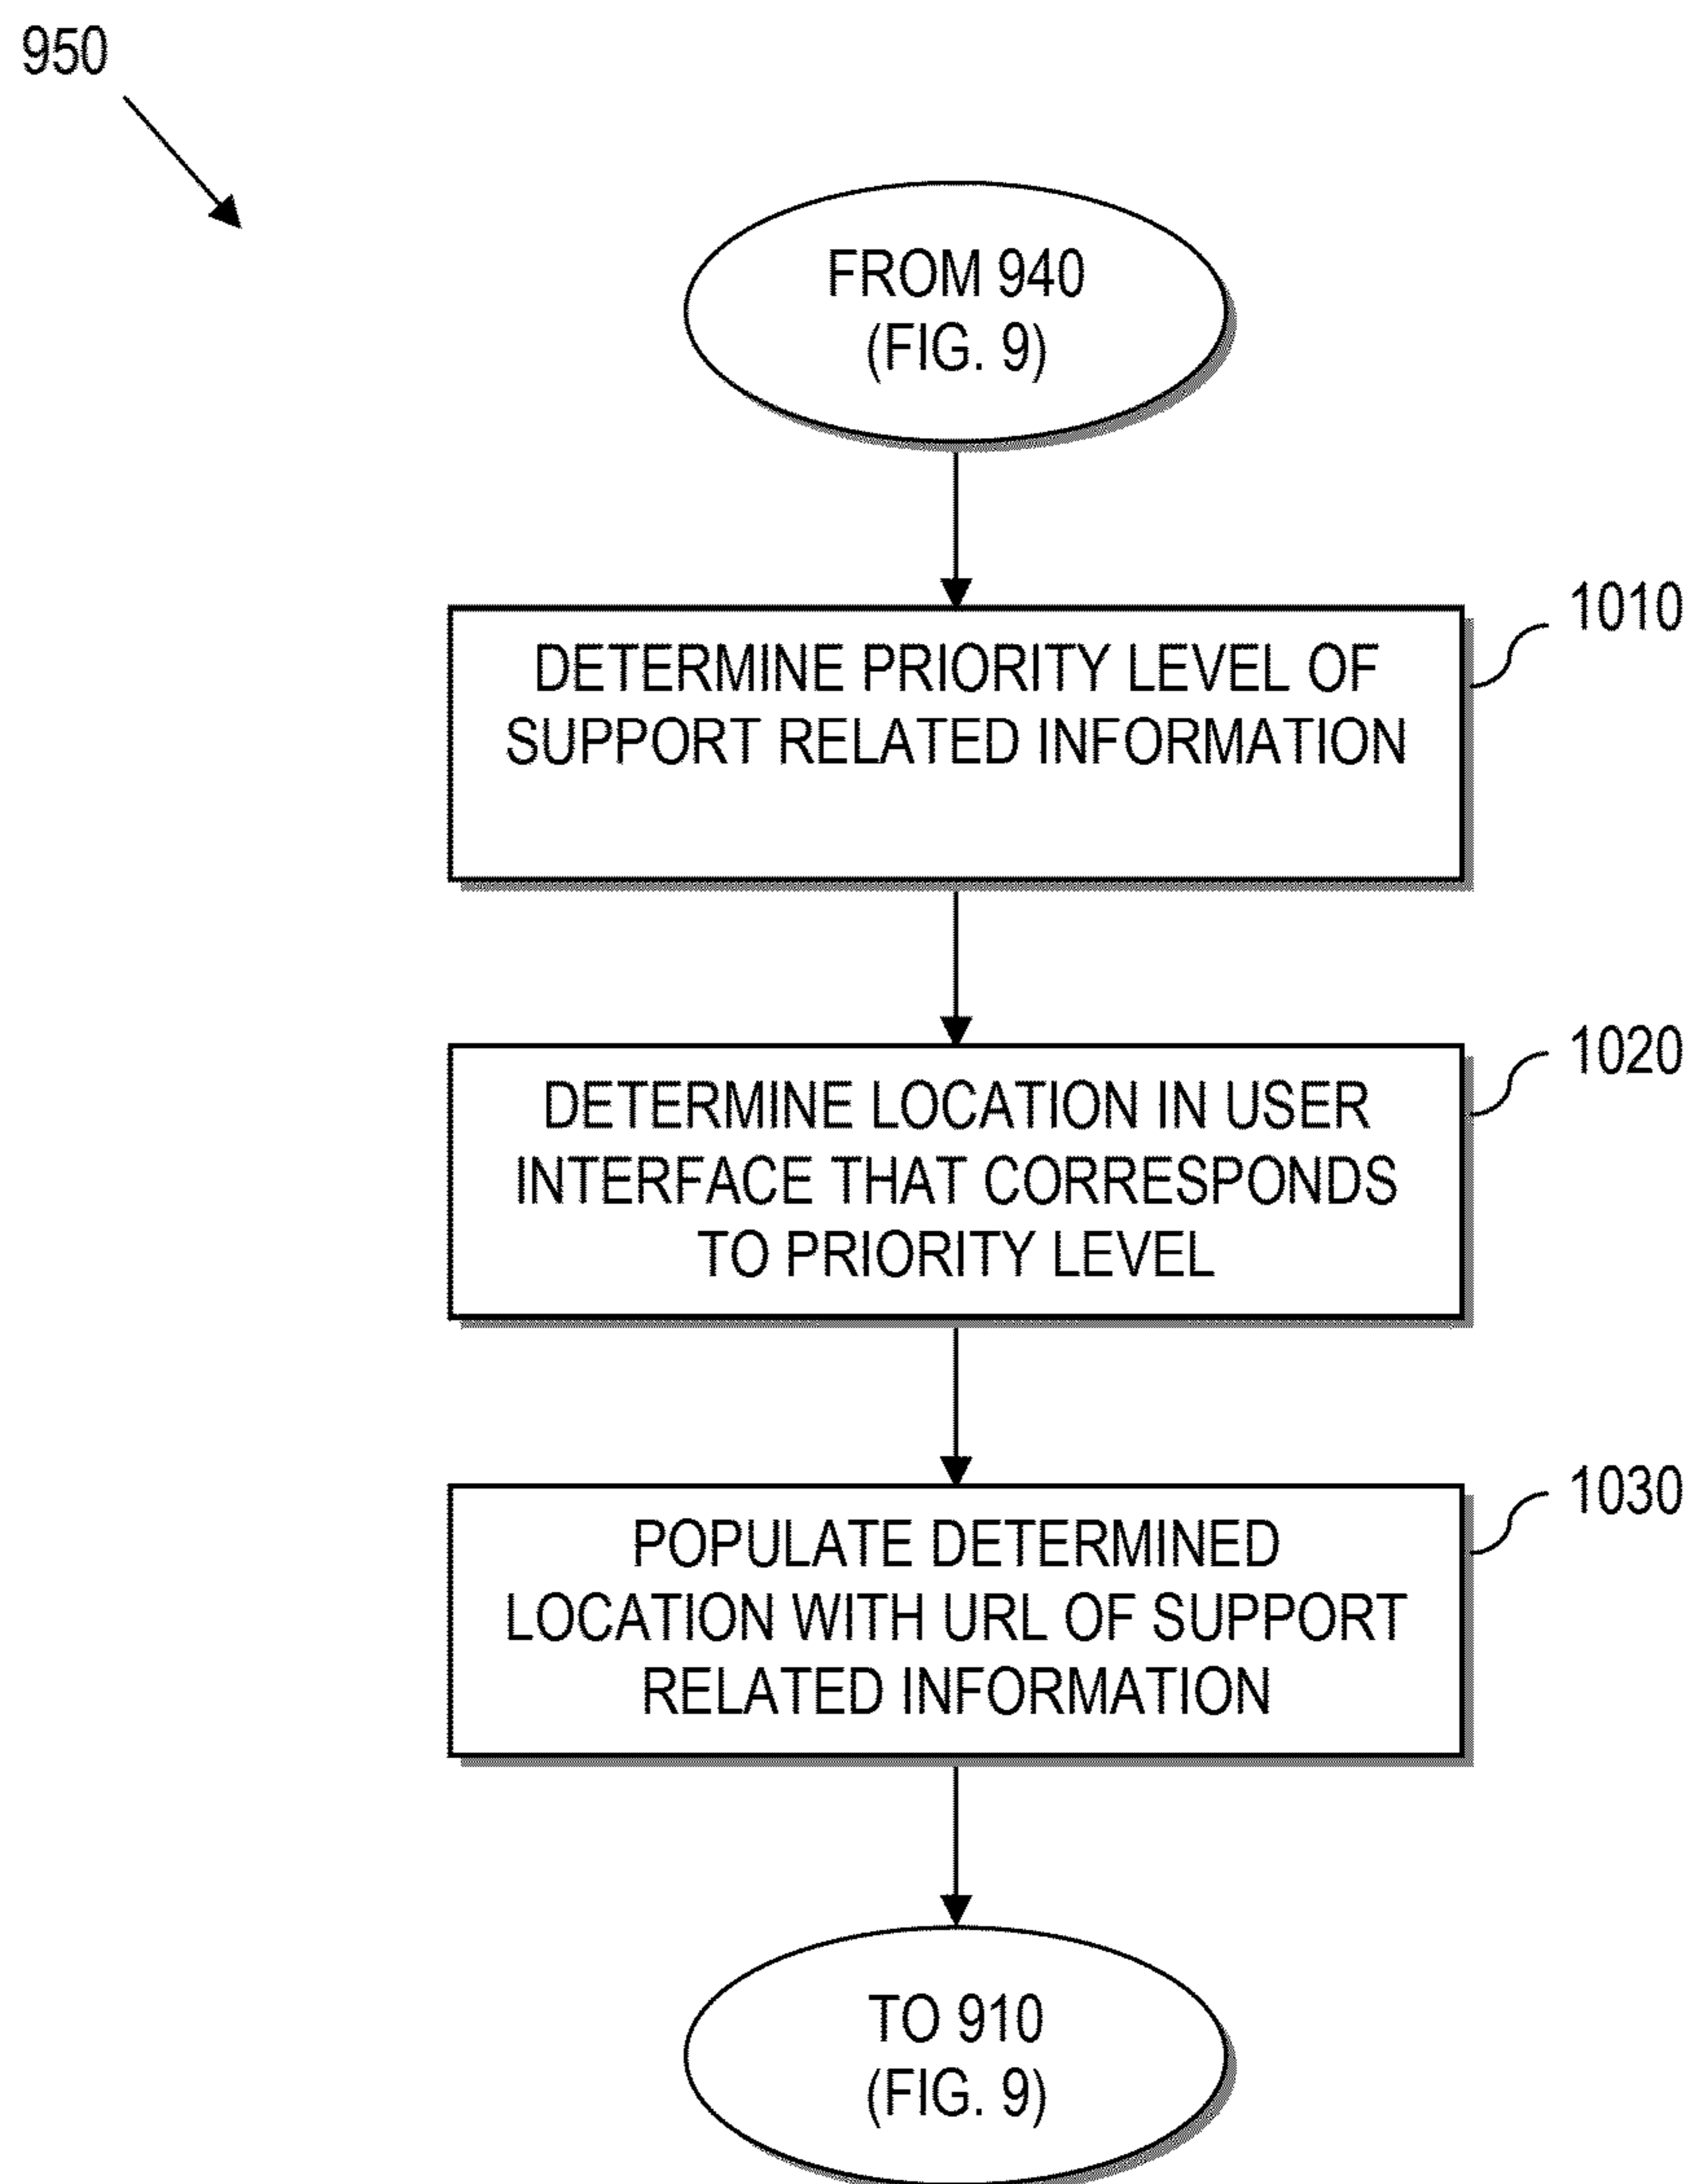 950
FROM 940
(FIG. 9)
1010
DETERMINE PRIORITY LEVEL OF
SUPPORT RELATED INFORMATION
1020
DETERMINE LOCATION IN USER
INTERFACE THAT CORRESPONDS
TO PRIORITY LEVEL
1030
POPULATE DETERMINED
LOCATION WITH URL OF SUPPORT
RELATED INFORMATION
TO 910
(FIG. 9)